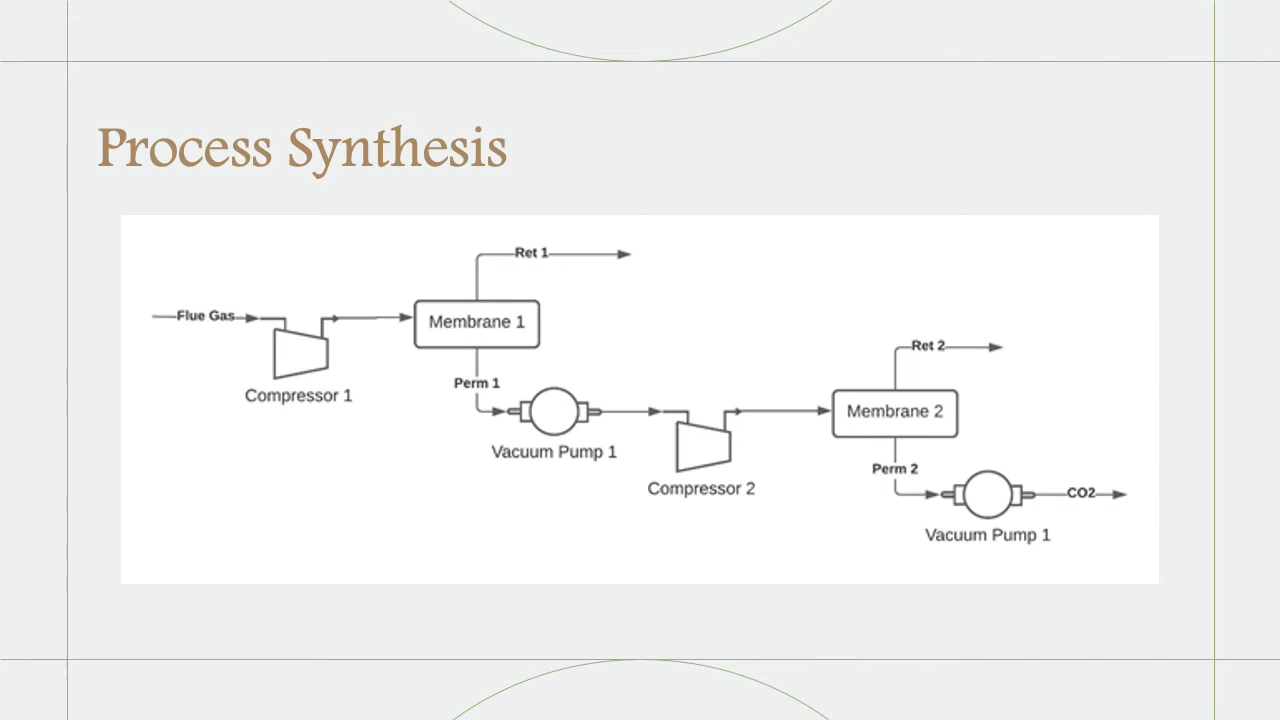 Process Synthesis
Ret 1
Flue Gas
Membrane 1
Compressor 1
Perm 1
Vacuum Pump 1
Compressor 2
Ret 2
Membrane 2
Perm 2
CO2
Vacuum Pump 1